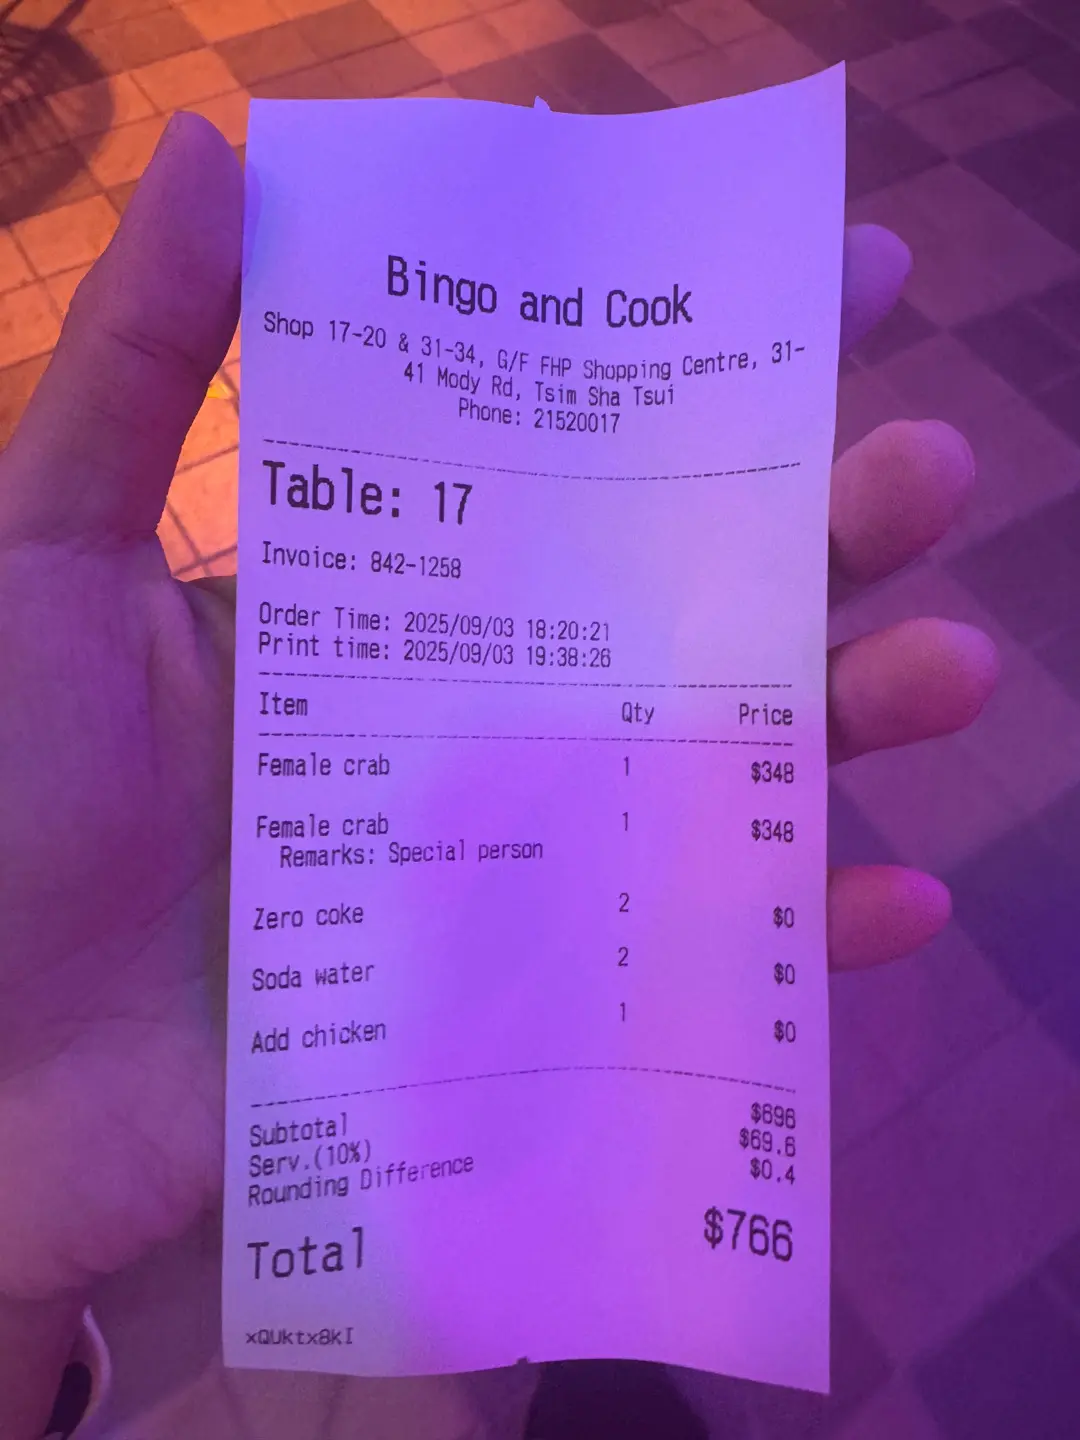 Bingo and Cook
Shop 17-20 & 31-34, G/F FHP Shopping Centre, 31-
41 Mody Rd, Tsim Sha Tsui
Phone: 21520017
Table: 17
Invoice: 842-1258
Order Time: 2025/09/03 18:20:21
Print time: 2025/09/03 19:38:26
Item Qty Price
Female crab 1 $348
Female crab 1 $348
Remarks: Special person
Zero coke 2 $0
Soda water 2 $0
Add chicken 1 $0
Subtotal $696
Serv.(10%) $69.6
Rounding Difference $0.4
Total $766
xQUktx8kI